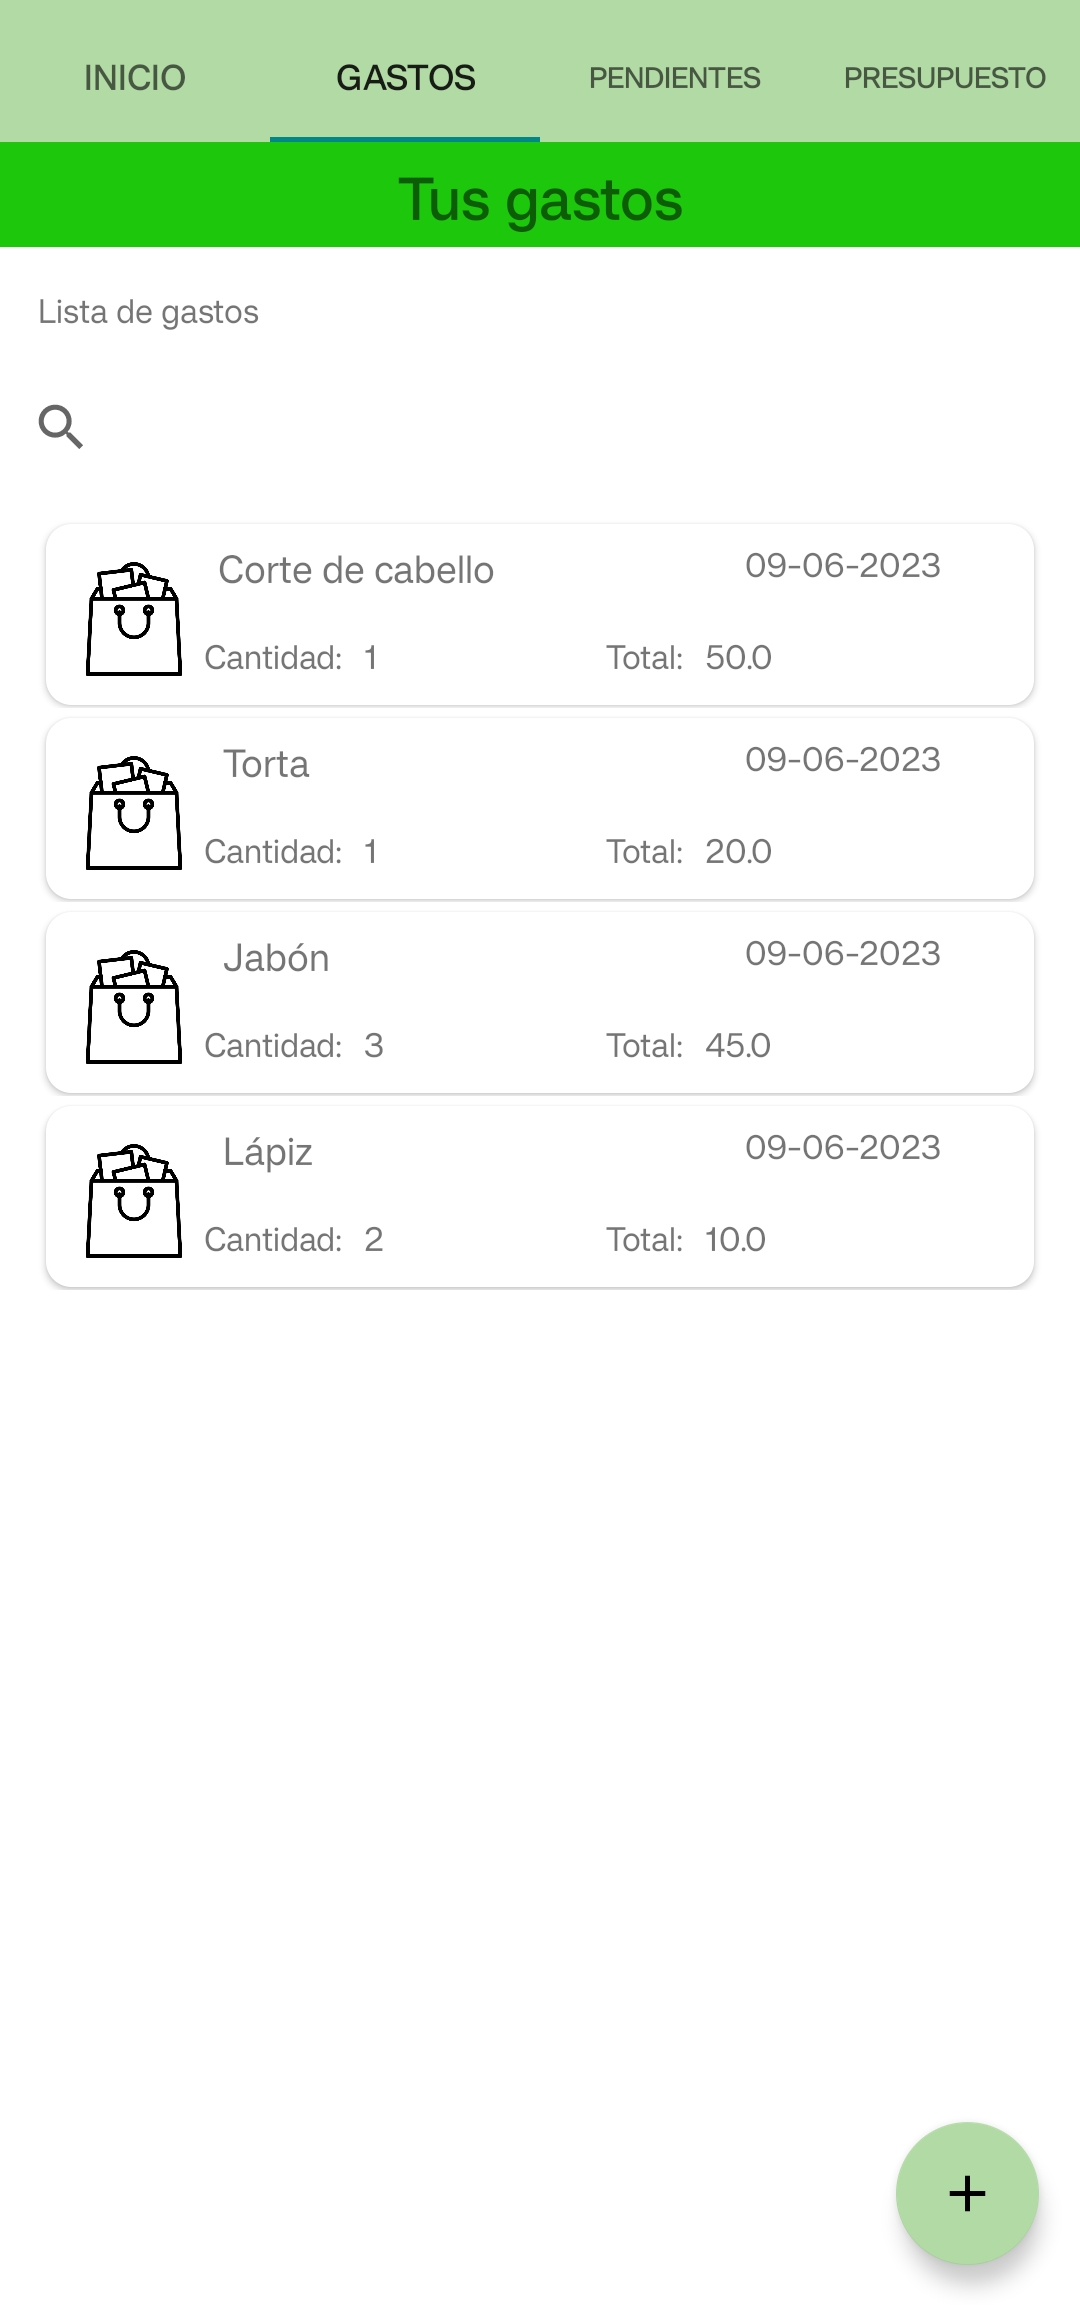 INICIO GASTOS PENDIENTES PRESUPUESTO
Tus gastos
Lista de gastos
Corte de cabello 09-06-2023
Cantidad: 1 Total: 50.0
Torta 09-06-2023
Cantidad: 1 Total: 20.0
Jabón 09-06-2023
Cantidad: 3 Total: 45.0
Lápiz 09-06-2023
Cantidad: 2 Total: 10.0
+